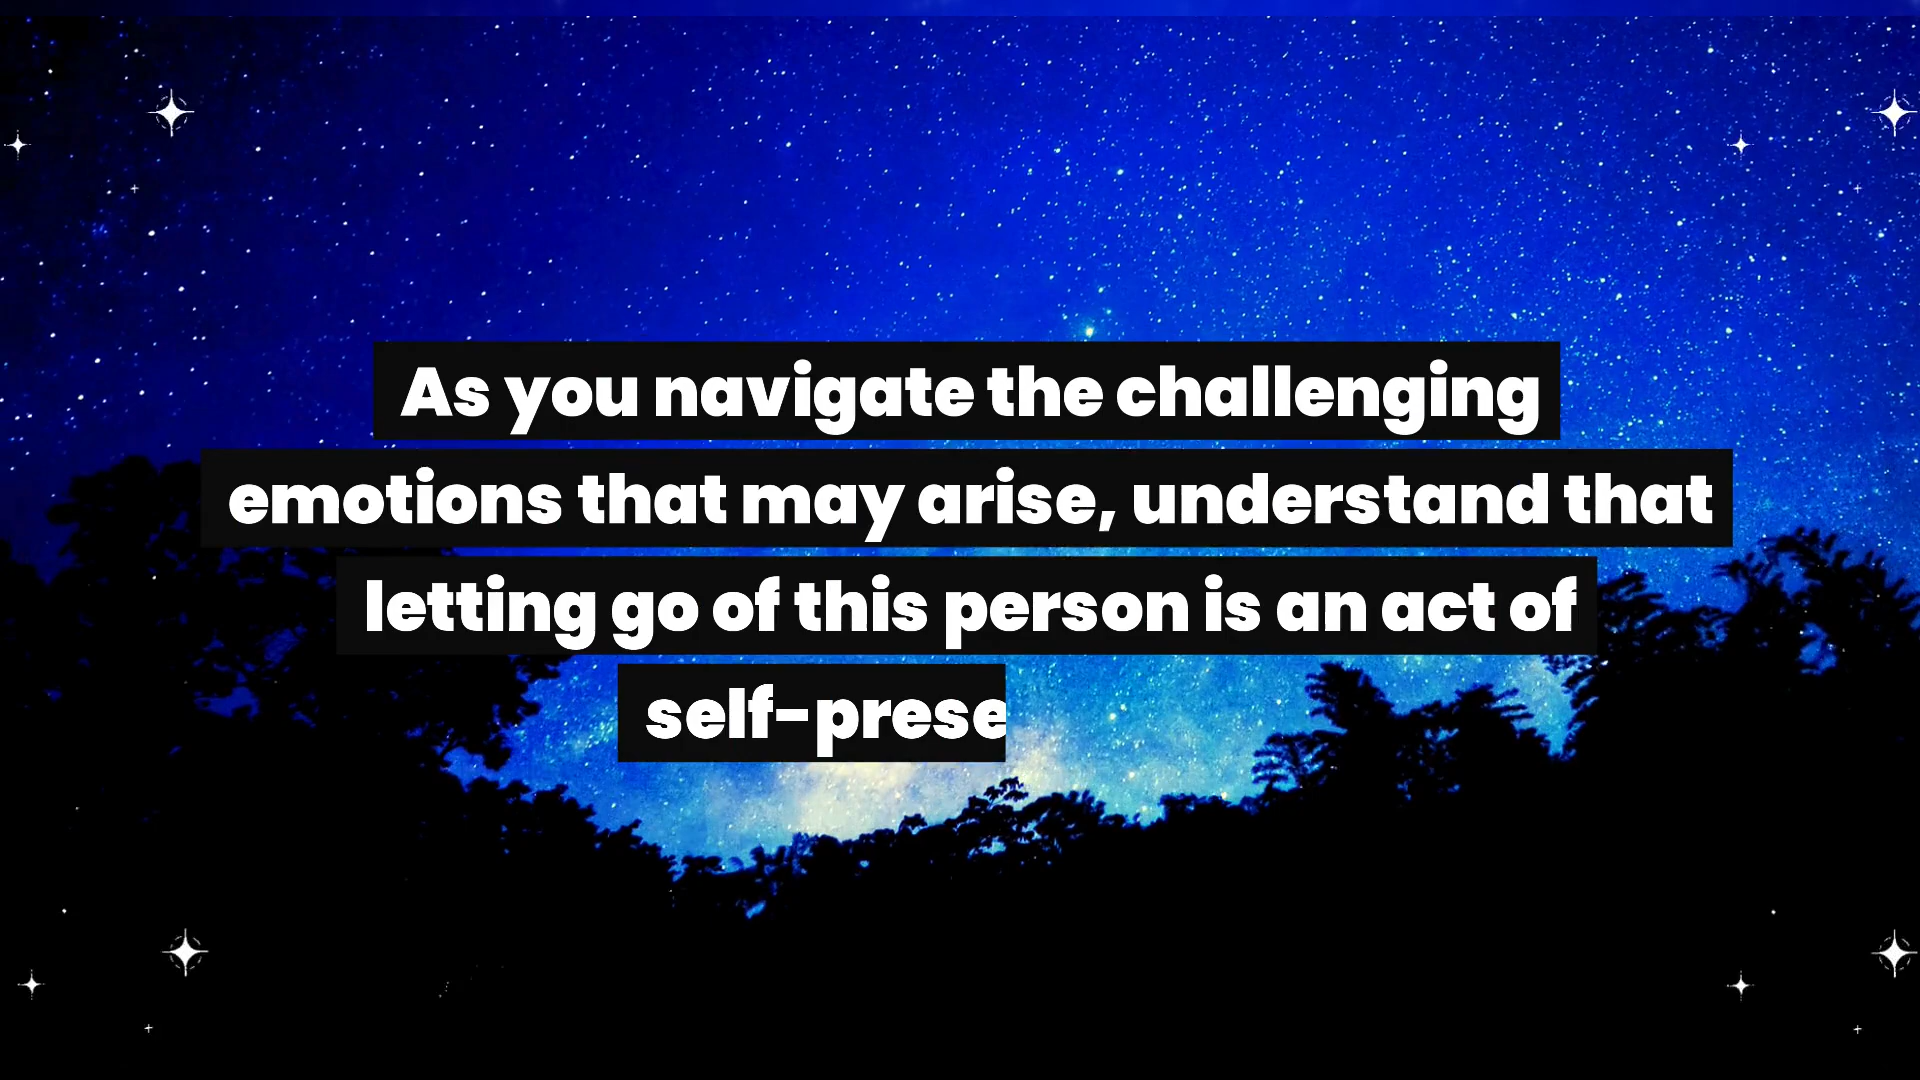 As you navigate the challenging
emotions that may arise, understand that
letting go of this person is an act of
self-prese